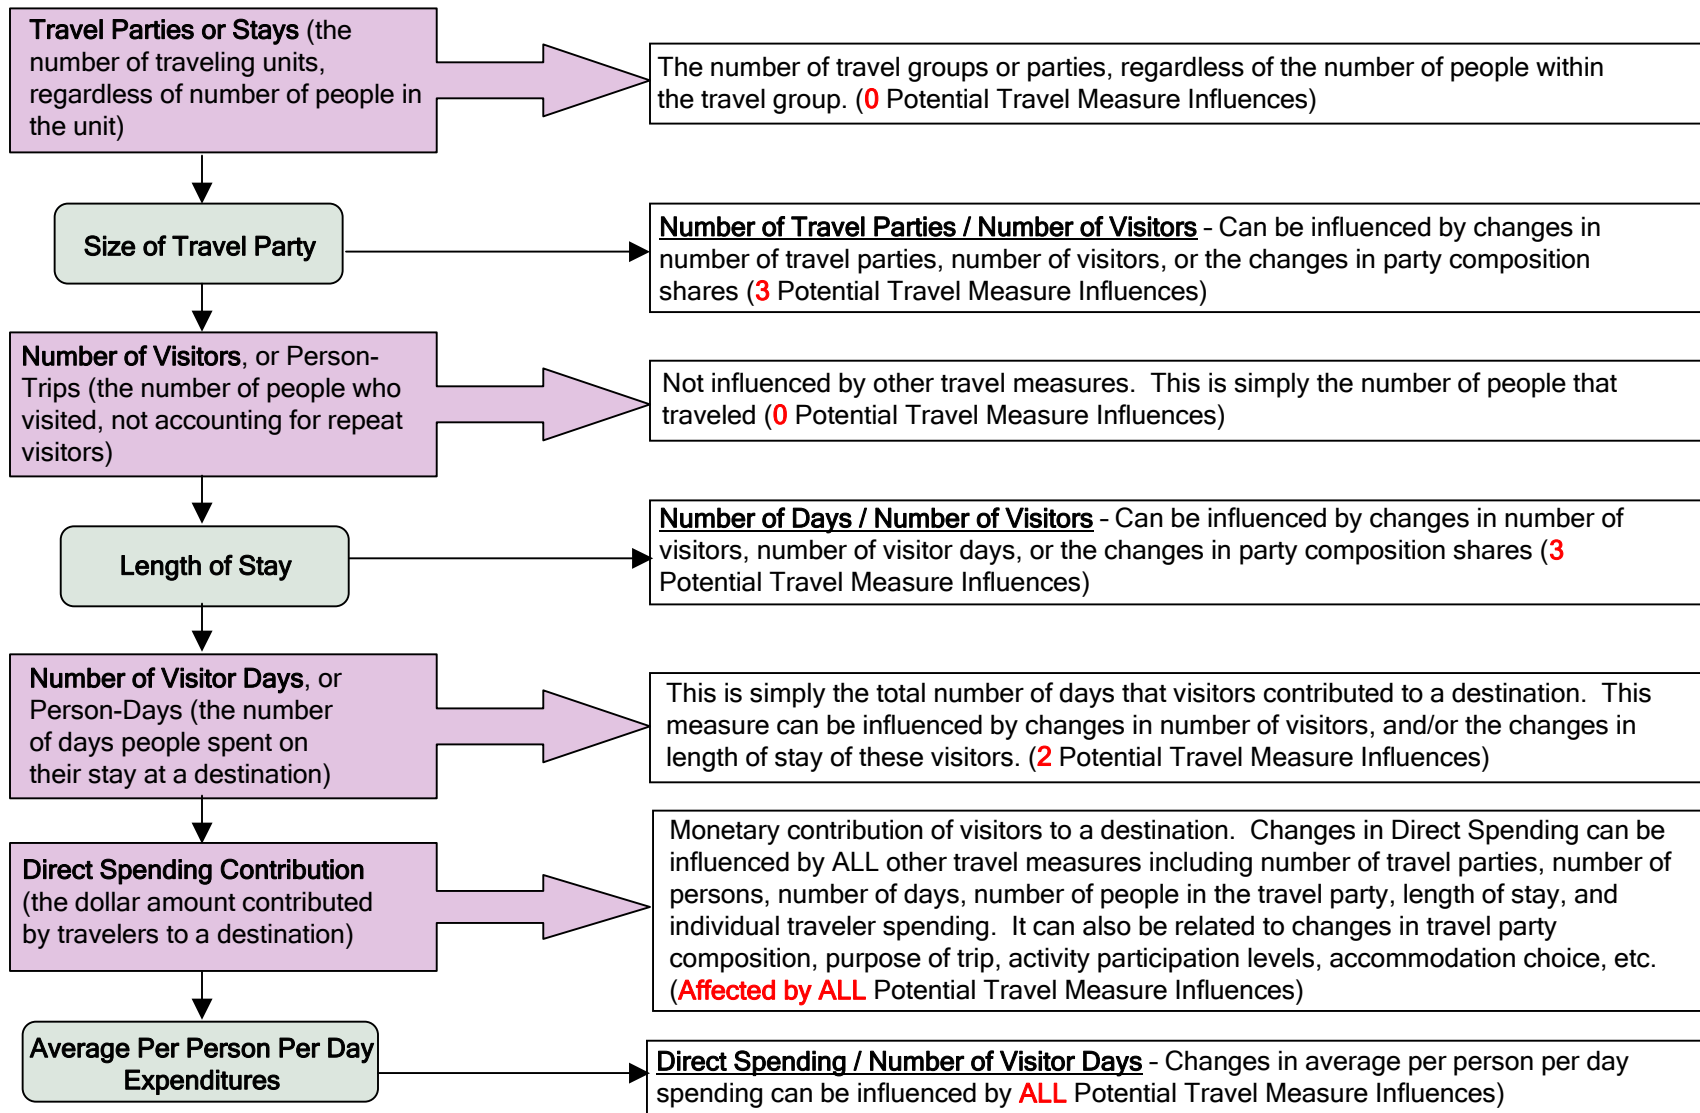 Travel Parties or Stays (the
number of traveling units,
regardless of number of people in
the unit)
The number of travel groups or parties, regardless of the number of people within
the travel group. (0 Potential Travel Measure Influences)
Size of Travel Party
Number of Travel Parties / Number of Visitors - Can be influenced by changes in
number of travel parties, number of visitors, or the changes in party composition
shares (3 Potential Travel Measure Influences)
Number of Visitors, or Person-
Trips (the number of people who
visited, not accounting for repeat
visitors)
Not influenced by other travel measures. This is simply the number of people that
traveled (0 Potential Travel Measure Influences)
Length of Stay
Number of Days / Number of Visitors - Can be influenced by changes in number of
visitors, number of visitor days, or the changes in party composition shares (3
Potential Travel Measure Influences)
Number of Visitor Days, or
Person-Days (the number
of days people spent on
their stay at a destination)
This is simply the total number of days that visitors contributed to a destination. This
measure can be influenced by changes in number of visitors, and/or the changes in
length of stay of these visitors. (2 Potential Travel Measure Influences)
Direct Spending Contribution
(the dollar amount contributed
by travelers to a destination)
Monetary contribution of visitors to a destination. Changes in Direct Spending can be
influenced by ALL other travel measures including number of travel parties, number of
persons, number of days, number of people in the travel party, length of stay, and
individual traveler spending. It can also be related to changes in travel party
composition, purpose of trip, activity participation levels, accommodation choice, etc.
(Affected by ALL Potential Travel Measure Influences)
Average Per Person Per Day
Expenditures
Direct Spending / Number of Visitor Days - Changes in average per person per day
spending can be influenced by ALL Potential Travel Measure Influences)